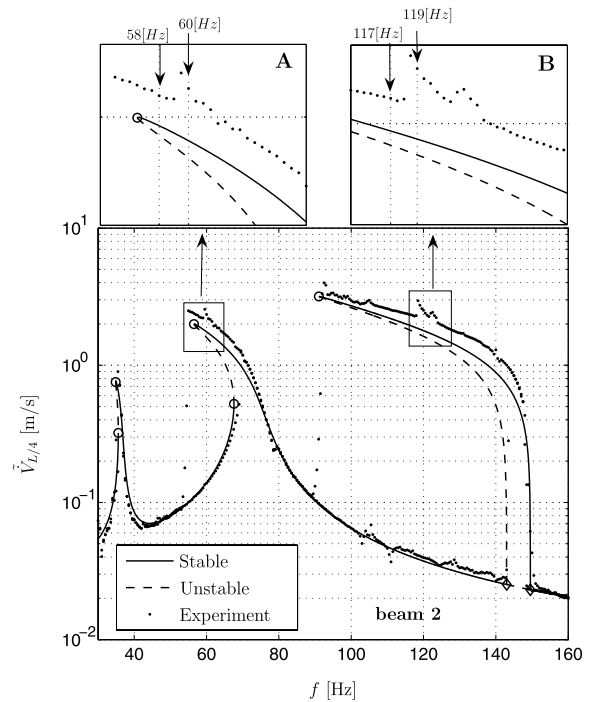 58[Hz] 60[Hz] 117[Hz] 119[Hz]
A B
10^1
10^0
10^{-1}
10^{-2}
Ṽ_{L/4} [m/s]
Stable
Unstable
Experiment
beam 2
40 60 80 100 120 140 160
f [Hz]